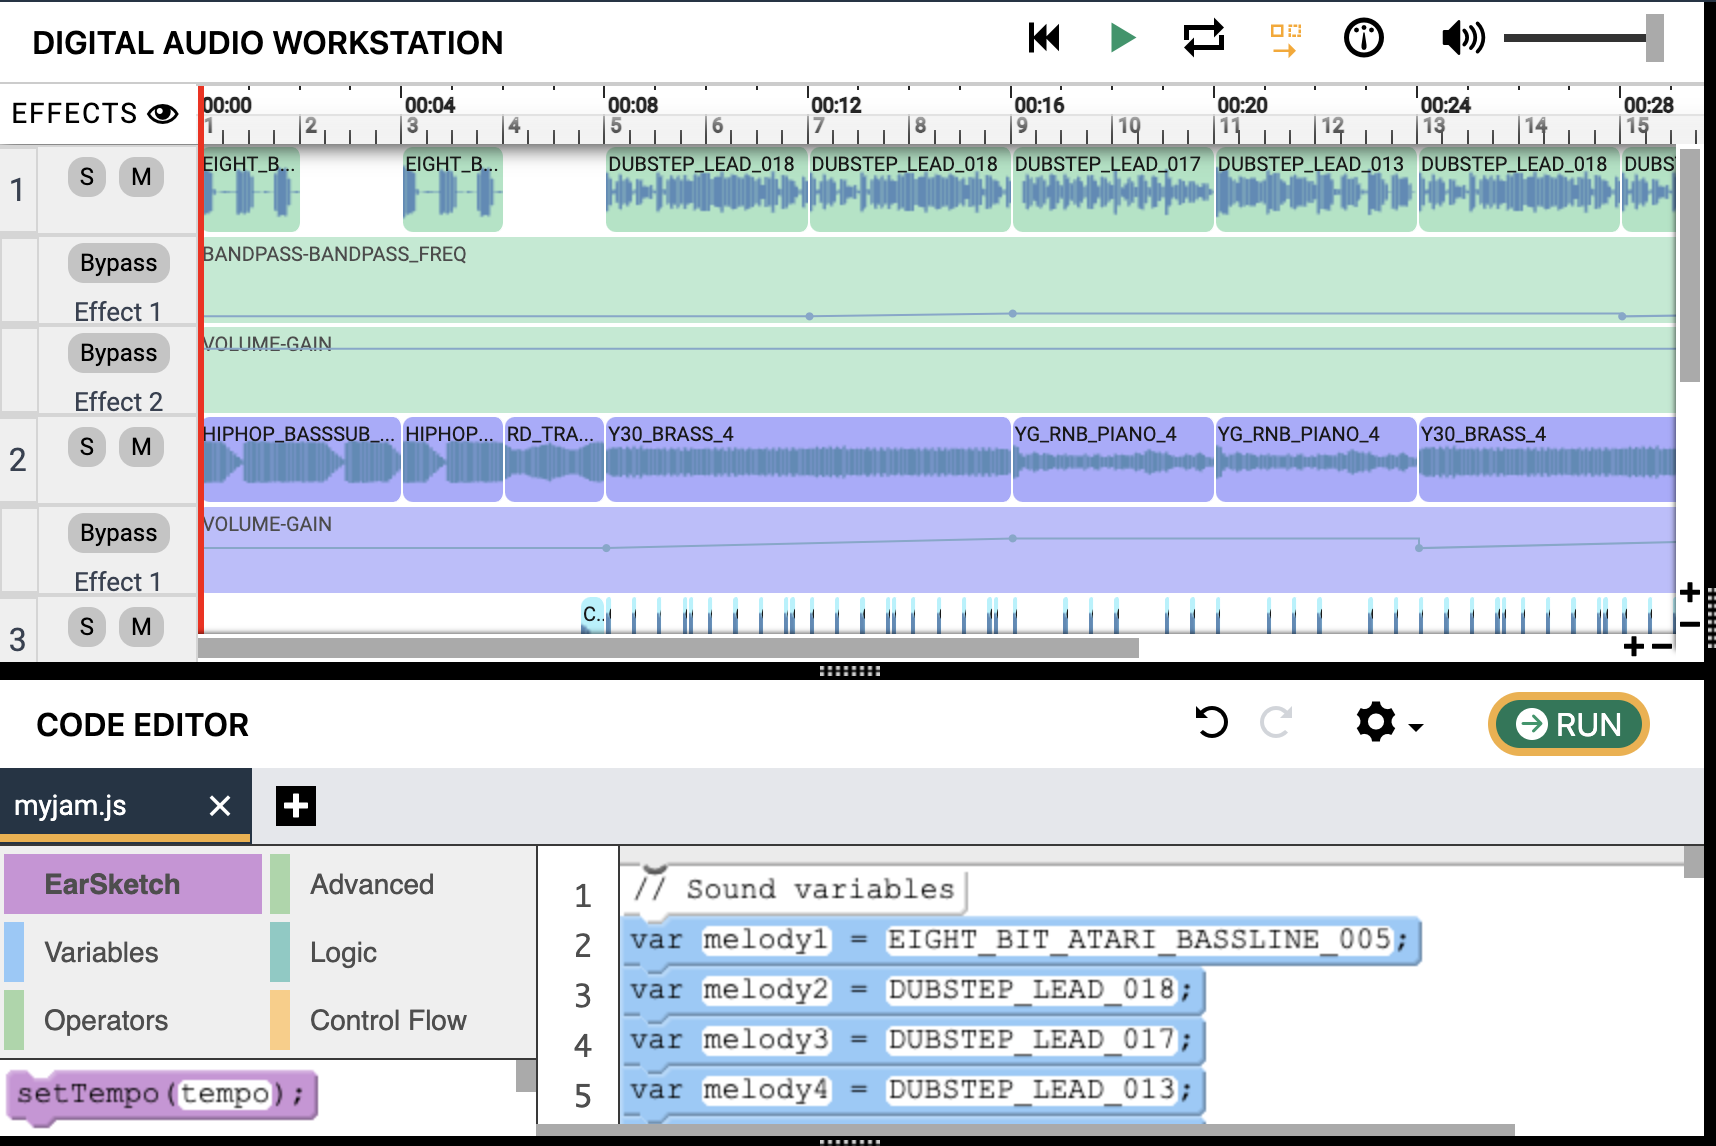 DIGITAL AUDIO WORKSTATION
EFFECTS
00:00 00:04 00:08 00:12 00:16 00:20 00:24 00:28
1 2 3 4 5 6 7 8 9 10 11 12 13 14 15
1 S M
EIGHT_B... EIGHT_B... DUBSTEP_LEAD_018 DUBSTEP_LEAD_018 DUBSTEP_LEAD_017 DUBSTEP_LEAD_013 DUBSTEP_LEAD_018 DUBS
Bypass
Effect 1
BANDPASS-BANDPASS_FREQ
Bypass
Effect 2
VOLUME-GAIN
2 S M
HIPHOP_BASSSUB_... HIPHOP... RD_TRA... Y30_BRASS_4 YG_RNB_PIANO_4 YG_RNB_PIANO_4 Y30_BRASS_4
Bypass
Effect 1
VOLUME-GAIN
3 S M
C..
CODE EDITOR
RUN
myjam.js
EarSketch Advanced
Variables Logic
Operators Control Flow
setTempo(tempo);
1 // Sound variables
2 var melody1 = EIGHT_BIT_ATARI_BASSLINE_005;
3 var melody2 = DUBSTEP_LEAD_018;
4 var melody3 = DUBSTEP_LEAD_017;
5 var melody4 = DUBSTEP_LEAD_013;